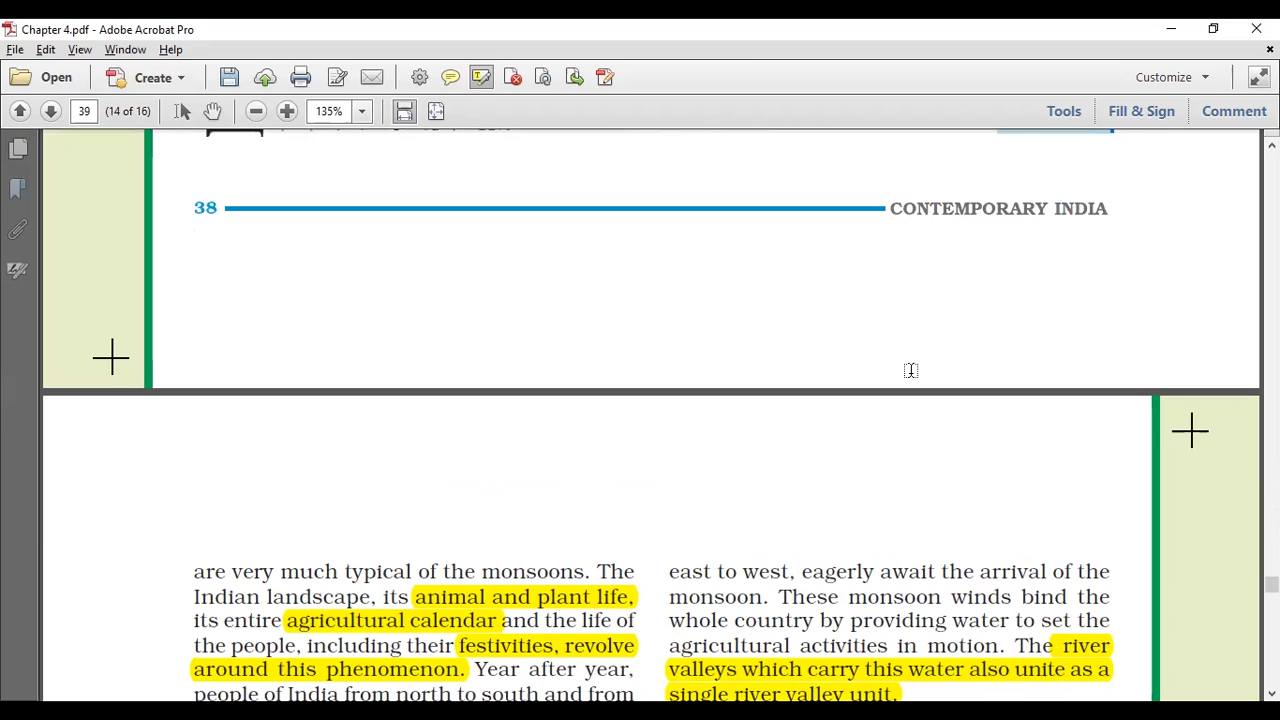 Chapter 4.pdf - Adobe Acrobat Pro
File Edit View Window Help
Open Create Customize
39 (14 of 16) 135% Tools Fill & Sign Comment
38 CONTEMPORARY INDIA
are very much typical of the monsoons. The
Indian landscape, its animal and plant life,
its entire agricultural calendar and the life of
the people, including their festivities, revolve
around this phenomenon. Year after year,
people of India from north to south and from
east to west, eagerly await the arrival of the
monsoon. These monsoon winds bind the
whole country by providing water to set the
agricultural activities in motion. The river
valleys which carry this water also unite as a
single river valley unit.